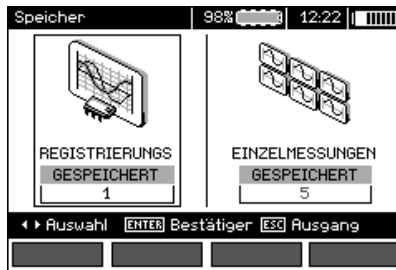 Speicher 98% 12:22
REGISTRIERUNGS EINZELMESSUNGEN
GESPEICHERT GESPEICHERT
1 5
Auswahl ENTER Bestätiger ESC Ausgang